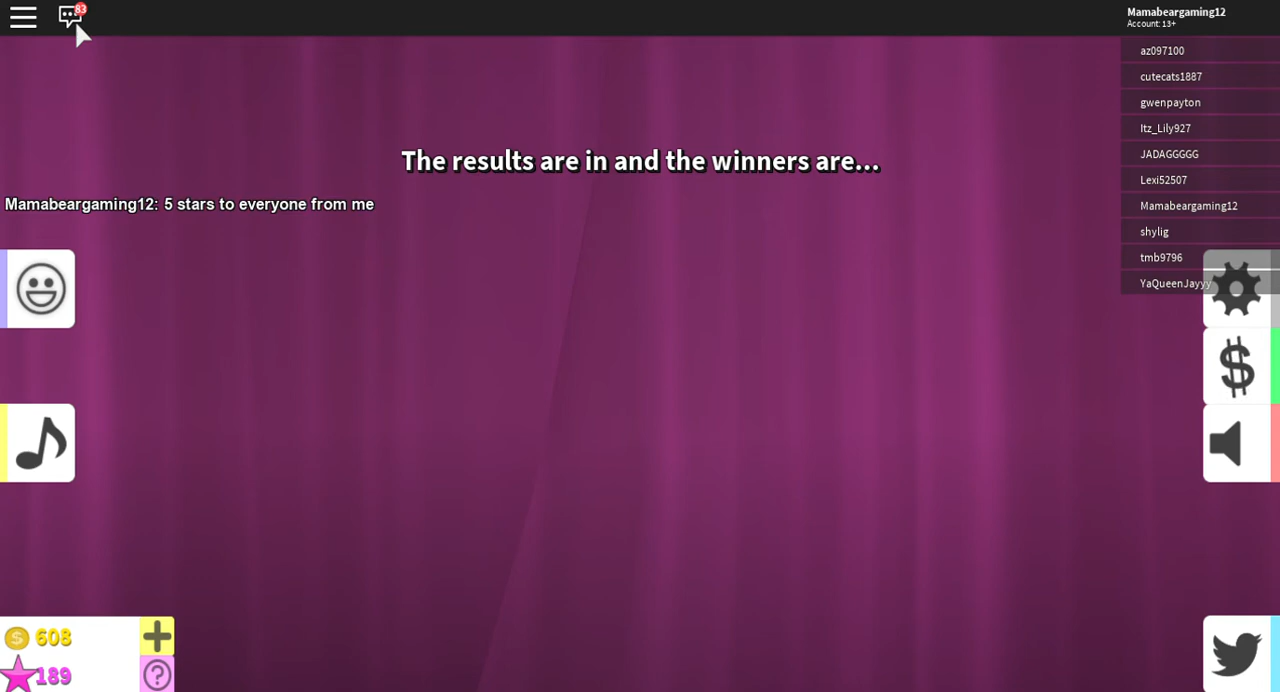 83
Mamabeargaming12
Account: 13+
az097100
cutecats1887
gwenpayton
Itz_Lily927
JADAGGGGG
Lexi52507
Mamabeargaming12
shylig
tmb9796
YaQueenJayyy
The results are in and the winners are...
Mamabeargaming12: 5 stars to everyone from me
$
$ 608
+
189
?